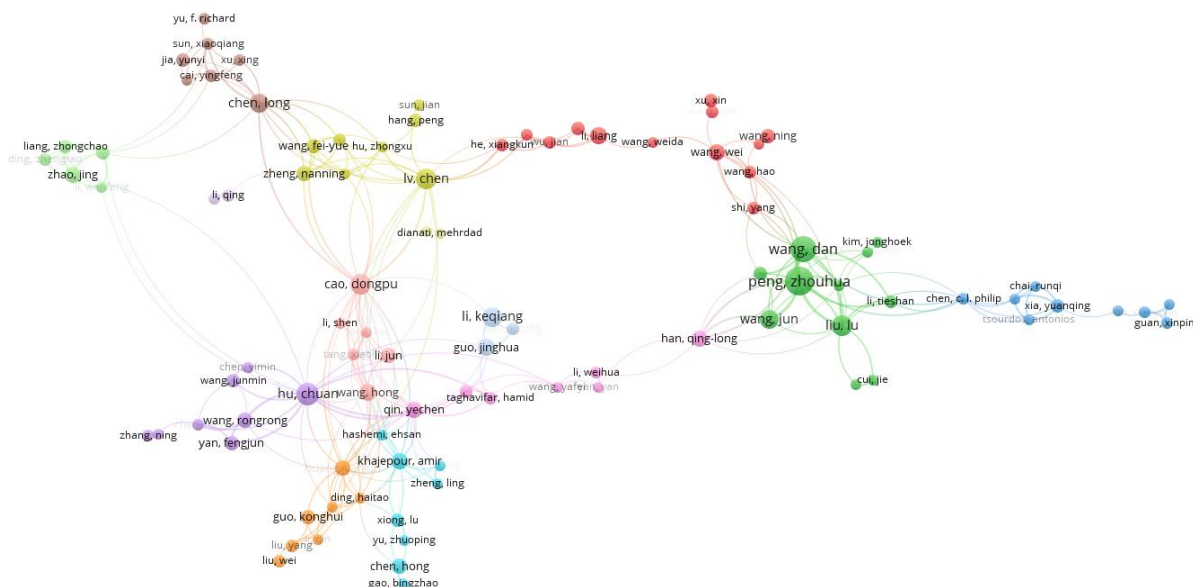 yu, f. richard
sun, xiaoqiang
jia, yunyi
xu, xing
cai, yingfeng
chen, long
sun, jian
hang, peng
xu, xin
liang, zhongchao
ding, zhengtao
zhao, jing
wang, fei-yue
hu, zhongxu
zheng, nanning
lv, chen
he, xiangkun
wu, jian
li, liang
wang, weida
wang, ning
wang, wei
wang, hao
li, qing
shi, yang
dianati, mehrdad
wang, dan
kim, jonghoek
cao, dongpu
peng, zhouhua
li, tieshan
chen, c. l. philip
chai, runqi
xia, yuanqing
tsourdos, antonios
guan, xinpin
li, shen
li, keqiang
wang, jun
liu, lu
guo, jinghua
han, qing-long
li, jun
chen, yimin
wang, junmin
hu, chuan
wang, hong
li, weihua
cui, jie
taghavifar, hamid
qin, yechen
wang, rongrong
zhang, ning
yan, fengjun
hashemi, ehsan
khajepour, amir
zheng, ling
ding, haitao
guo, konghui
xiong, lu
liu, yang
yu, zhuoping
liu, wei
chen, hong
gao, bingzhao